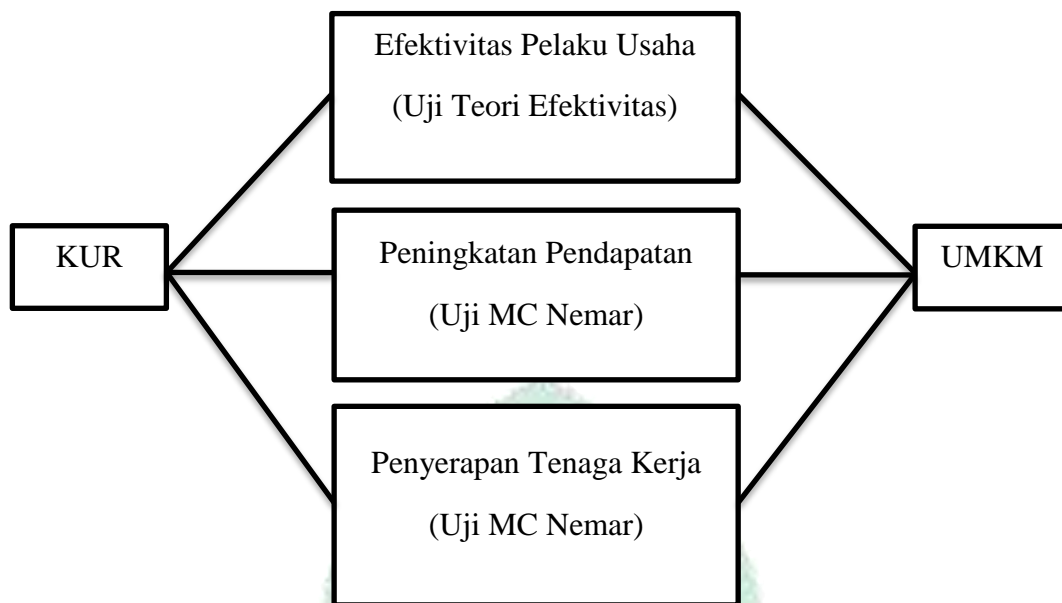 Efektivitas Pelaku Usaha
(Uji Teori Efektivitas)
KUR
Peningkatan Pendapatan
(Uji MC Nemar)
UMKM
Penyerapan Tenaga Kerja
(Uji MC Nemar)